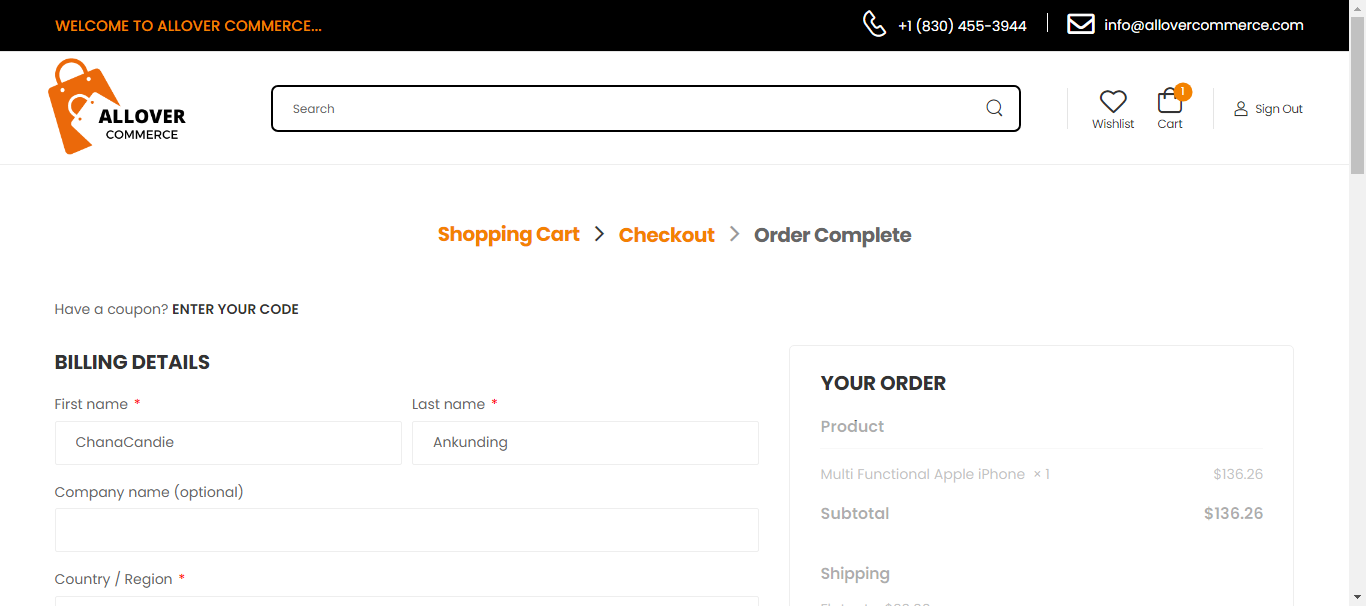 WELCOME TO ALLOVER COMMERCE...
+1 (830) 455-3944
info@allovercommerce.com
ALLOVER
COMMERCE
Search
Wishlist
1
Cart
Sign Out
Shopping Cart
Checkout
Order Complete
Have a coupon? ENTER YOUR CODE
BILLING DETAILS
First name *
Last name *
ChanaCandie
Ankunding
Company name (optional)
Country / Region *
YOUR ORDER
Product
Multi Functional Apple iPhone × 1 $136.26
Subtotal $136.26
Shipping